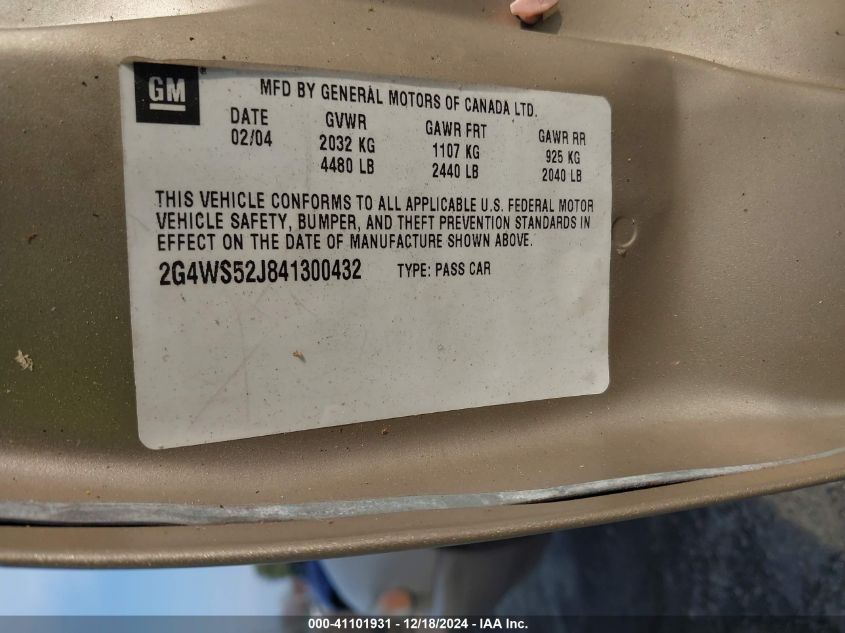 GM
MFD BY GENERAL MOTORS OF CANADA LTD.
DATE GVWR GAWR FRT GAWR RR
02/04 2032 KG 1107 KG 925 KG
4480 LB 2440 LB 2040 LB
THIS VEHICLE CONFORMS TO ALL APPLICABLE U.S. FEDERAL MOTOR
VEHICLE SAFETY, BUMPER, AND THEFT PREVENTION STANDARDS IN
EFFECT ON THE DATE OF MANUFACTURE SHOWN ABOVE.
2G4WS52J841300432 TYPE: PASS CAR
000-41101931 - 12/18/2024 - IAA Inc.